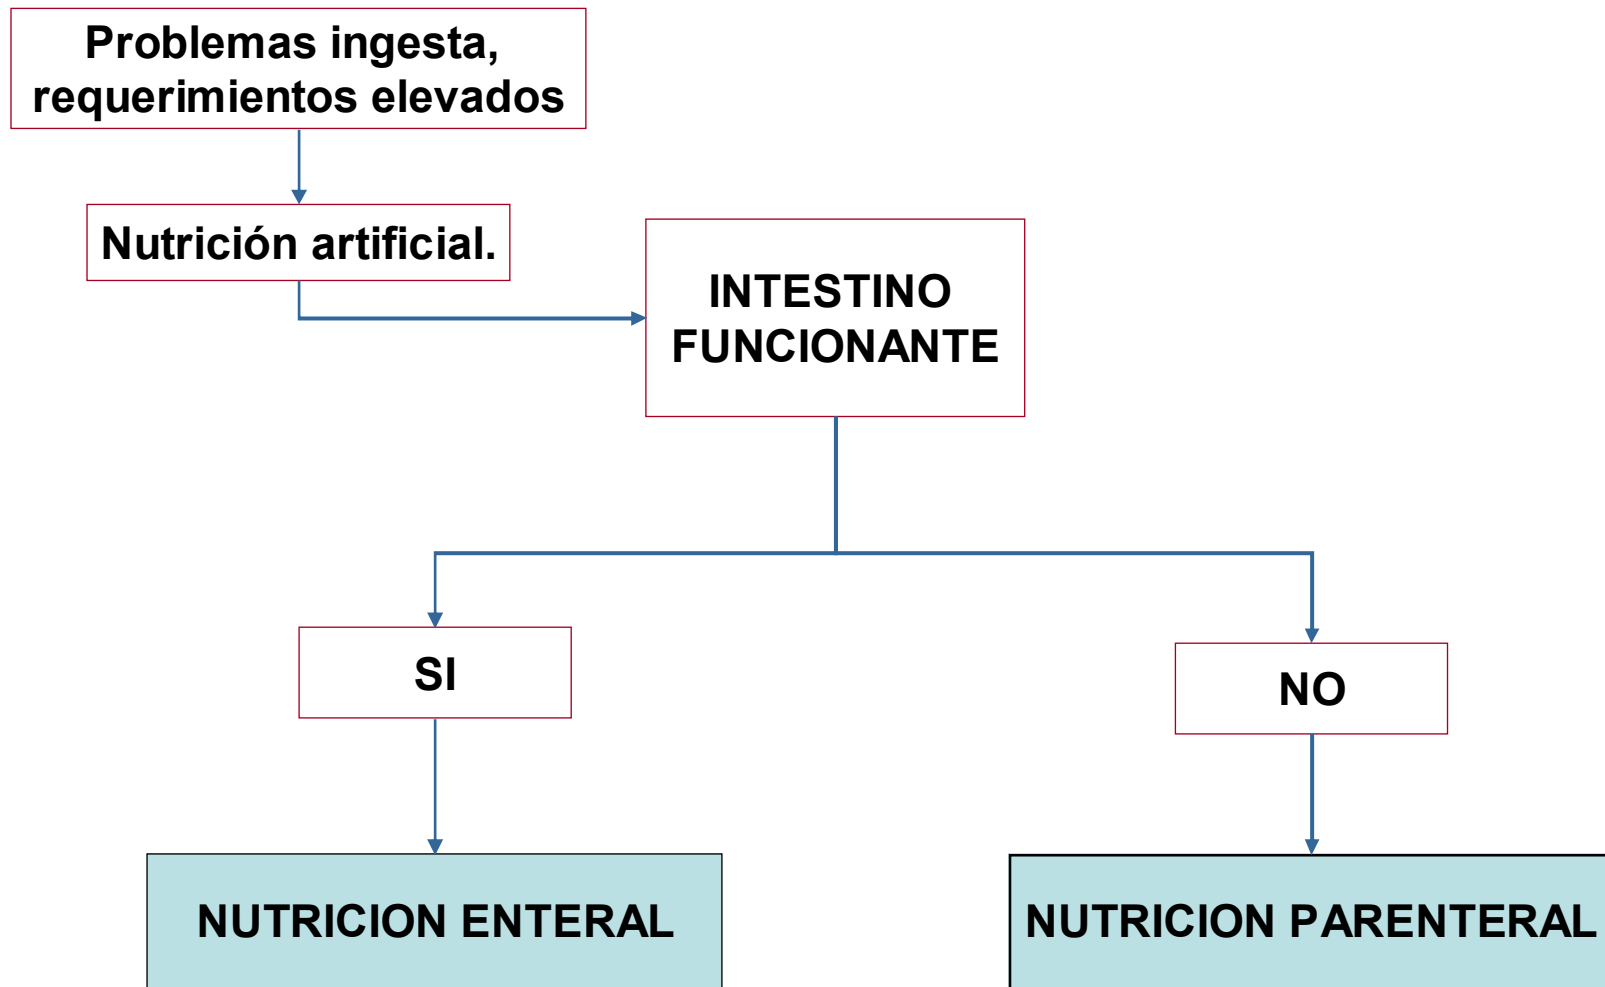 Problemas ingesta,
requerimientos elevados
Nutrición artificial.
INTESTINO
FUNCIONANTE
SI
NO
NUTRICION ENTERAL
NUTRICION PARENTERAL